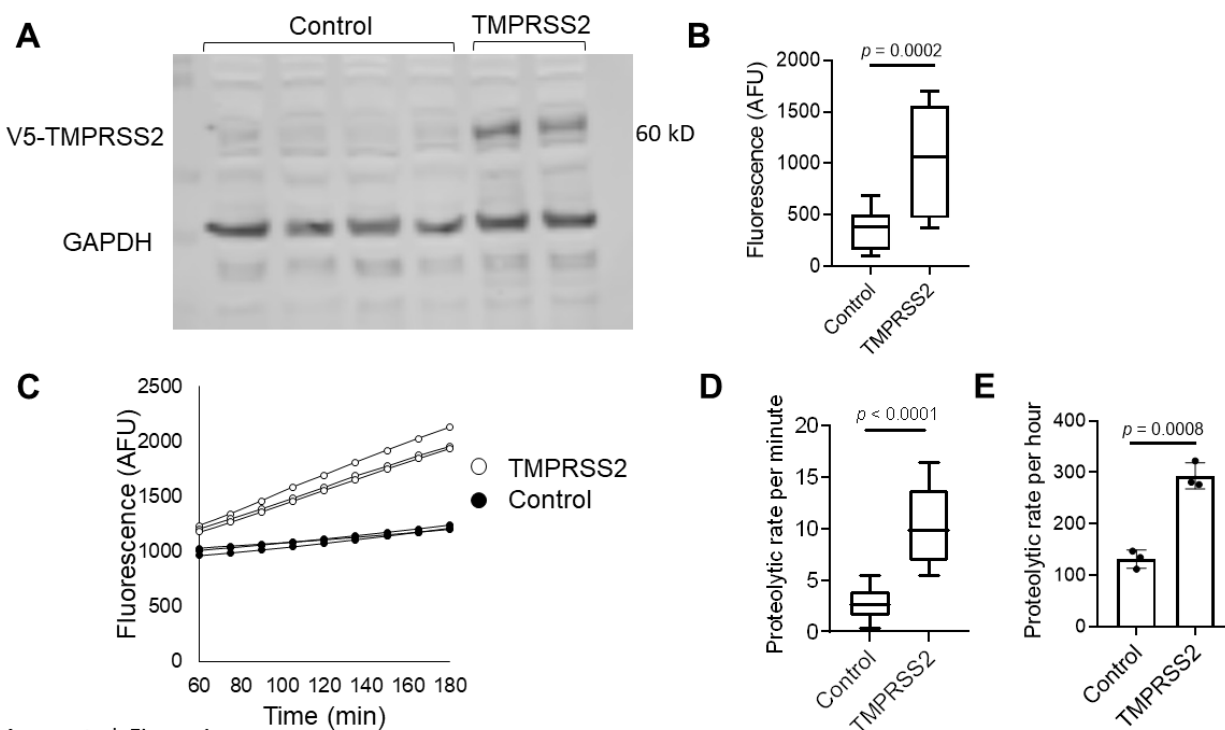 A
Control
TMPRSS2
V5-TMPRSS2
60 kD
GAPDH
B
Fluorescence (AFU)
2000
1500
1000
500
0
p = 0.0002
Control
TMPRSS2
C
Fluorescence (AFU)
2500
2000
1500
1000
500
0
60 80 100 120 140 160 180
Time (min)
TMPRSS2
Control
D
Proteolytic rate per minute
20
15
10
5
0
p < 0.0001
Control
TMPRSS2
E
Proteolytic rate per hour
400
300
200
100
0
p = 0.0008
Control
TMPRSS2